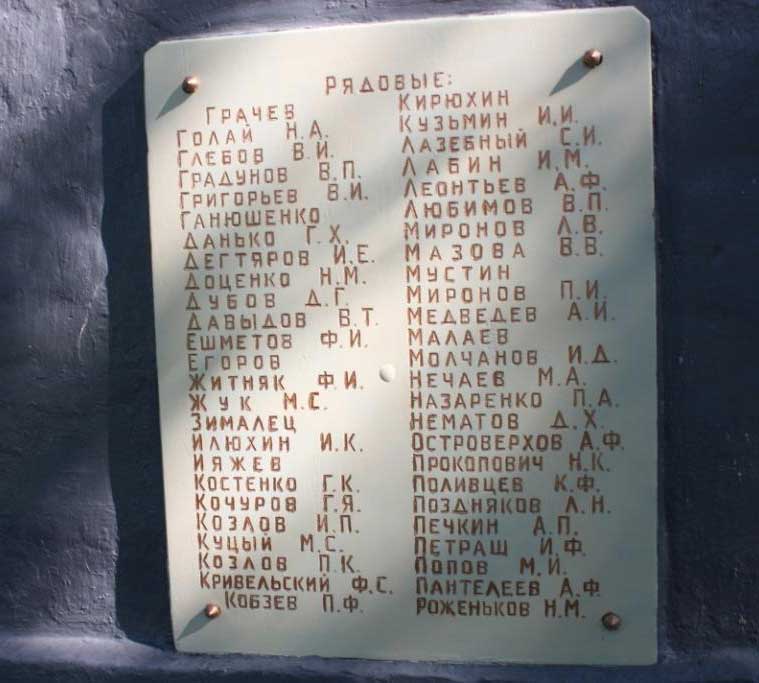 РЯДОВЫЕ:
ГРАЧЕВ
ГОЛАЙ Н.А.
ГЛЕБОВ В.И.
ГРАДУНОВ В.П.
ГРИГОРЬЕВ В.И.
ГАНЮШЕНКО
ДАНЬКО Г.Х.
ДЕГТЯРОВ И.Е.
ДОЦЕНКО Н.М.
ДУБОВ Д.Г.
ДАВЫДОВ В.Т.
ЕШМЕТОВ Ф.И.
ЕГОРОВ
ЖИТНЯК Ф.И.
ЖУК М.С.
ЗИМАЛЕЦ
ИЛЮХИН И.К.
ИЯЖЕВ
КОСТЕНКО Г.К.
КОЧУРОВ Г.Я.
КОЗЛОВ И.П.
КУЦЫЙ М.С.
КОЗЛОВ П.К.
КРИВЕЛЬСКИЙ Ф.С.
КОБЗЕВ П.Ф.
КИРЮХИН
КУЗЬМИН И.И.
ЛАЗЕБНЫЙ С.И.
ЛАБИН И.М.
ЛЕОНТЬЕВ А.Ф.
ЛЮБИМОВ В.П.
МИРОНОВ Л.В.
МАЗОВА В.В.
МУСТИН
МИРОНОВ П.И.
МЕДВЕДЕВ А.И.
МАЛАЕВ
МОЛЧАНОВ И.Д.
НЕЧАЕВ М.А.
НАЗАРЕНКО П.А.
НЕМАТОВ Д.Х.
ОСТРОВЕРХОВ А.Ф.
ПРОКОПОВИЧ Н.К.
ПОЛИВЦЕВ К.Ф.
ПОЗДНЯКОВ Л.Н.
ПЕЧКИН А.П.
ПЕТРАЩ И.Ф.
ПОПОВ М.И.
ПАНТЕЛЕЕВ А.Ф.
РОЖЕНЬКОВ Н.М.